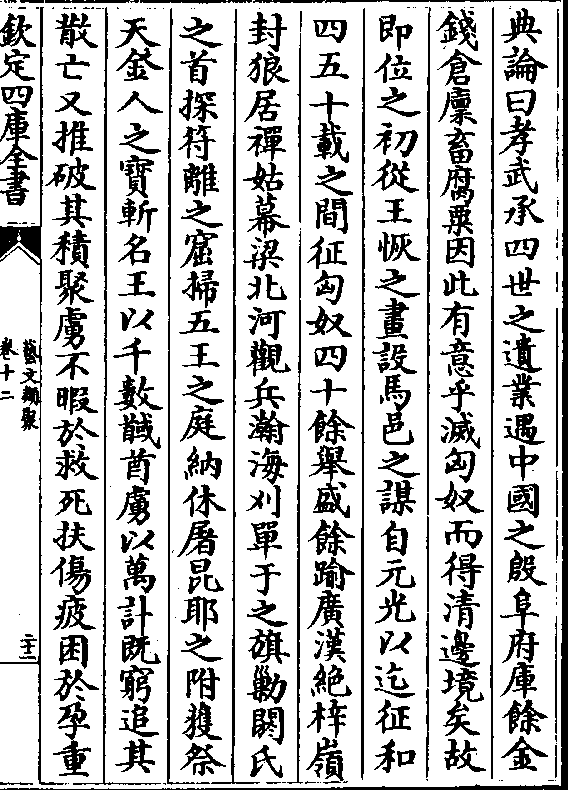 典論曰孝武承四世之遺業遇中國之殷阜府庫餘金
錢倉廪畜腐粟因此有意乎滅匈奴而得清邊境矣故
即位之初從王恢之畫設馬邑之謀自元光以迄征和
四五十載之間征匈奴四十餘舉盛餘踰廣漠絶梓嶺
封狼居禪姑幕梁北河觀兵瀚海刈單于之旗勦閼氏
之首探符離之窟掃五王之庭納休屠昆耶之附獲祭
天金人之寶斬名王以千數馘酋虜以萬計既窮追其
散亡又推破其積聚虜不暇於救死扶傷疲困於孕重
欽定四庫全書
藝文類聚
卷十二
二十二